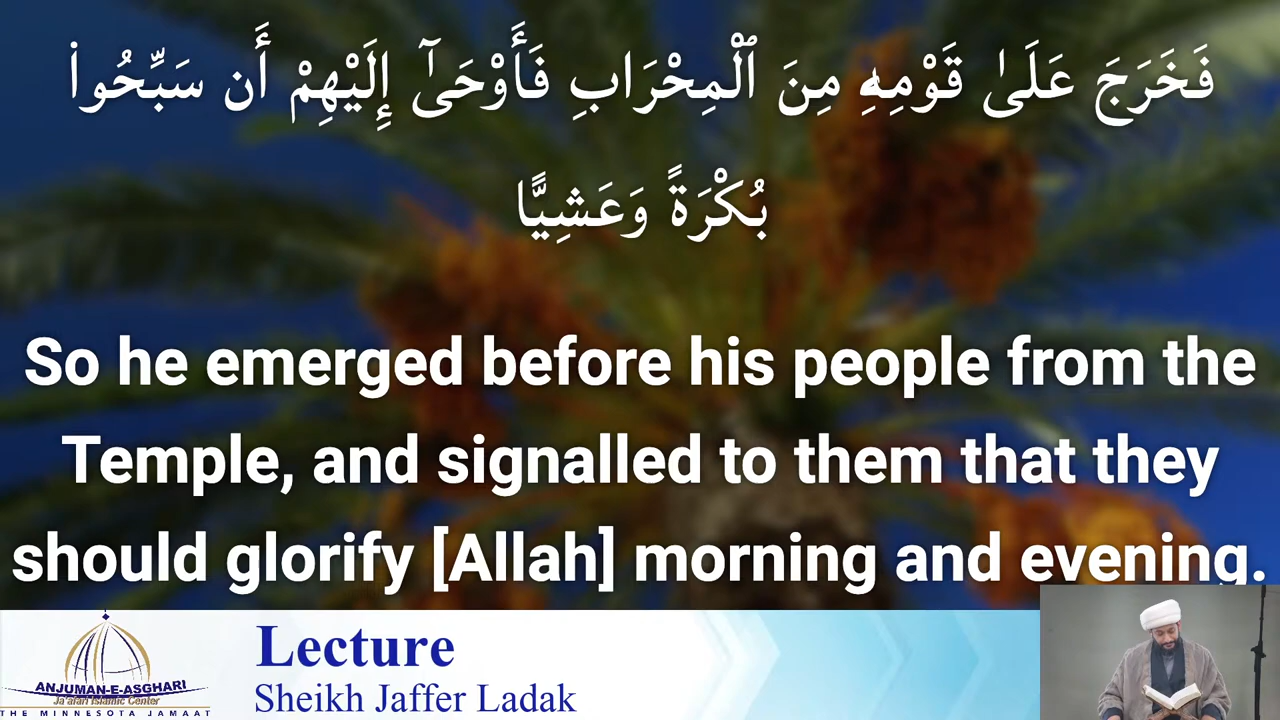 فَخَرَجَ عَلَىٰ قَوْمِهِۦ مِنَ ٱلْمِحْرَابِ فَأَوْحَىٰٓ إِلَيْهِمْ أَن سَبِّحُوا۟
بُكْرَةً وَعَشِيًّا
So he emerged before his people from the
Temple, and signalled to them that they
should glorify [Allah] morning and evening.
Lecture
Sheikh Jaffer Ladak
ANJUMAN-E-ASGHARI
Ja'afari Islamic Center
THE MINNESOTA JAMAAT